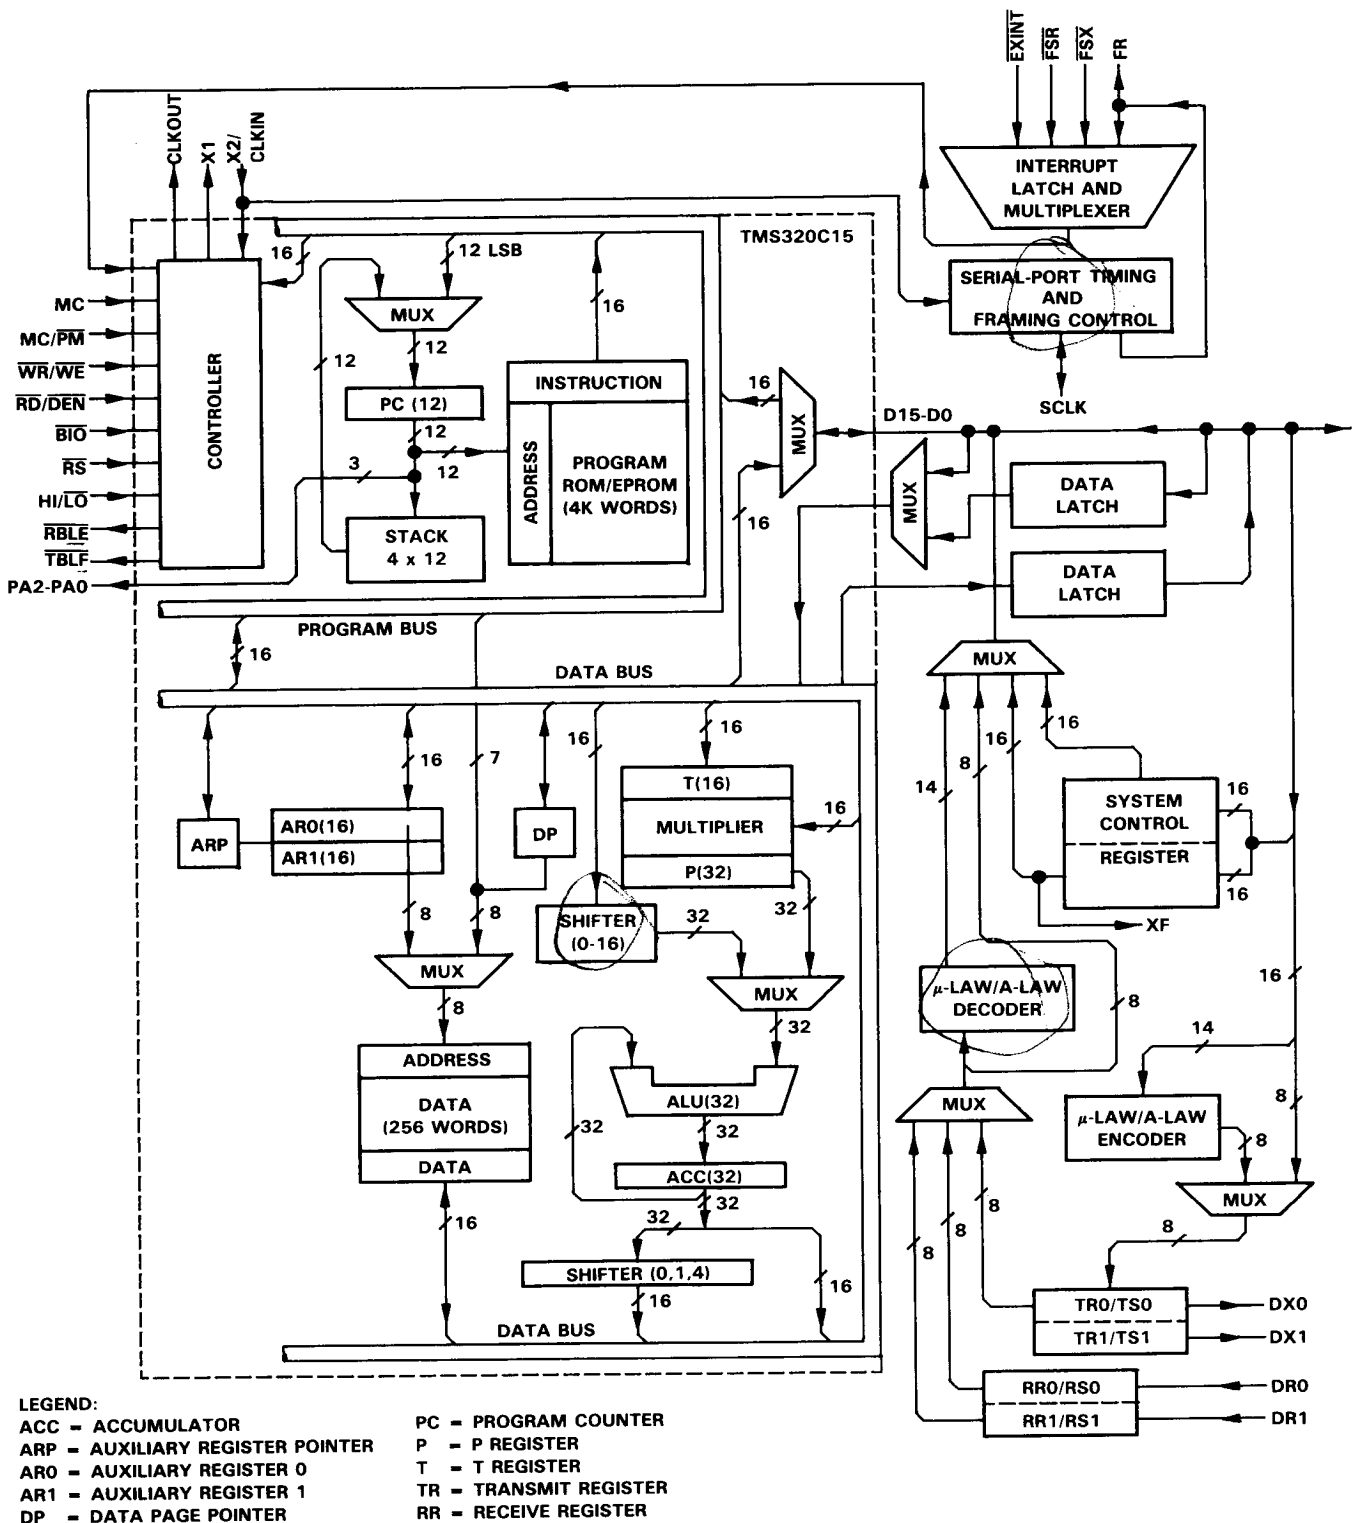 EXINT
FSR
FSX
FR
CLKOUT
X1
X2/
CLKIN
INTERRUPT
LATCH AND
MULTIPLEXER
TMS320C15
16
12 LSB
MUX
16
SERIAL-PORT TIMING
AND
FRAMING CONTROL
SCLK
MC
MC/PM
WR/WE
RD/DEN
BIO
RS
HI/LO
RBLE
TBLF
PA2-PA0
CONTROLLER
12
12
PC (12)
12
12
3
STACK
4 x 12
INSTRUCTION
ADDRESS
PROGRAM
ROM/EPROM
(4K WORDS)
16
MUX
16
D15-D0
MUX
DATA
LATCH
DATA
LATCH
PROGRAM BUS
16
DATA BUS
MUX
16
16
8
14
SYSTEM
CONTROL
REGISTER
16
16
XF
16
7
16
16
ARP
AR0(16)
AR1(16)
DP
T(16)
MULTIPLIER
P(32)
16
8
8
SHIFTER
(0-16)
32
32
MUX
MUX
8
32
ADDRESS
DATA
(256 WORDS)
DATA
16
ALU(32)
32
32
ACC(32)
32
32
SHIFTER (0,1,4)
16
16
DATA BUS
μ-LAW/A-LAW
DECODER
8
16
14
MUX
μ-LAW/A-LAW
ENCODER
8
8
MUX
8
8
8
8
TR0/TS0
TR1/TS1
DX0
DX1
RR0/RS0
RR1/RS1
DR0
DR1
LEGEND:
ACC = ACCUMULATOR
ARP = AUXILIARY REGISTER POINTER
AR0 = AUXILIARY REGISTER 0
AR1 = AUXILIARY REGISTER 1
DP = DATA PAGE POINTER
PC = PROGRAM COUNTER
P = P REGISTER
T = T REGISTER
TR = TRANSMIT REGISTER
RR = RECEIVE REGISTER